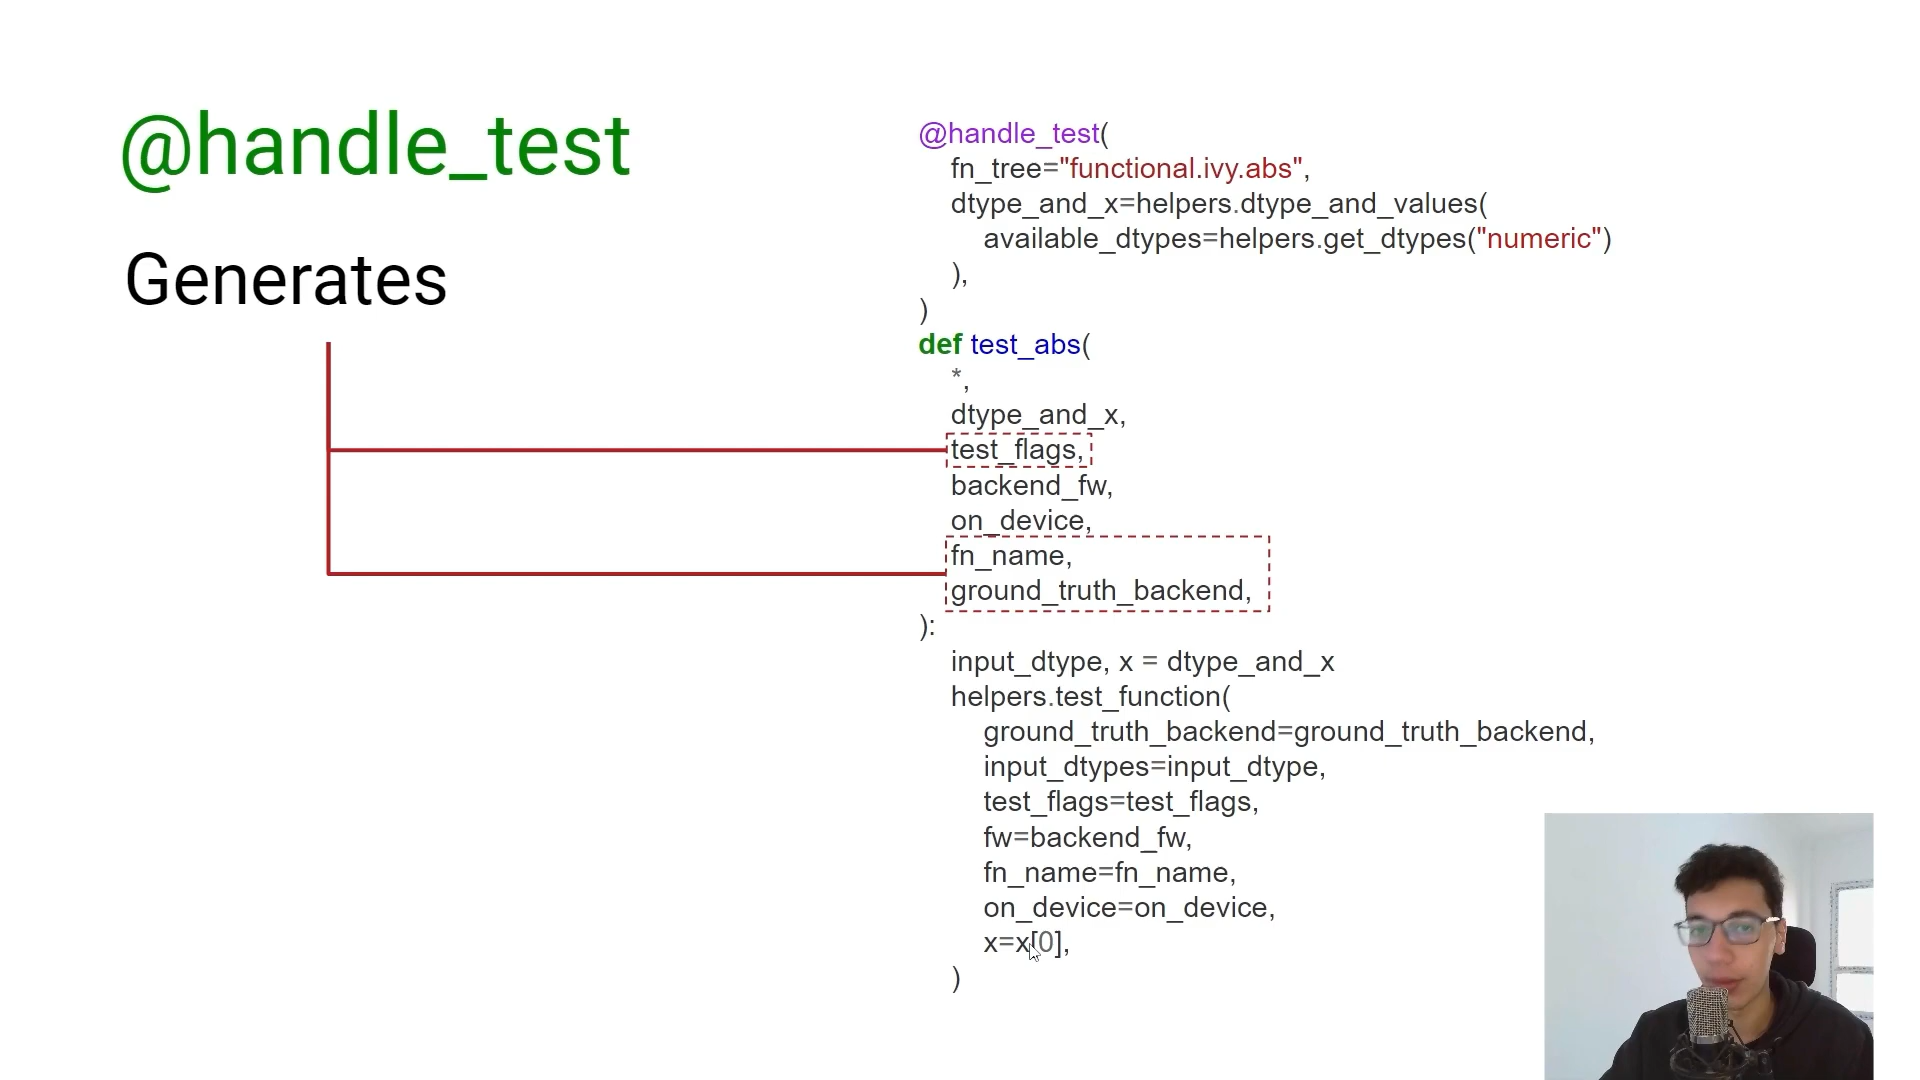 @handle_test
Generates
@handle_test(
fn_tree="functional.ivy.abs",
dtype_and_x=helpers.dtype_and_values(
available_dtypes=helpers.get_dtypes("numeric")
),
)
def test_abs(
*,
dtype_and_x,
test_flags,
backend_fw,
on_device,
fn_name,
ground_truth_backend,
):
input_dtype, x = dtype_and_x
helpers.test_function(
ground_truth_backend=ground_truth_backend,
input_dtypes=input_dtype,
test_flags=test_flags,
fw=backend_fw,
fn_name=fn_name,
on_device=on_device,
x=x[0],
)